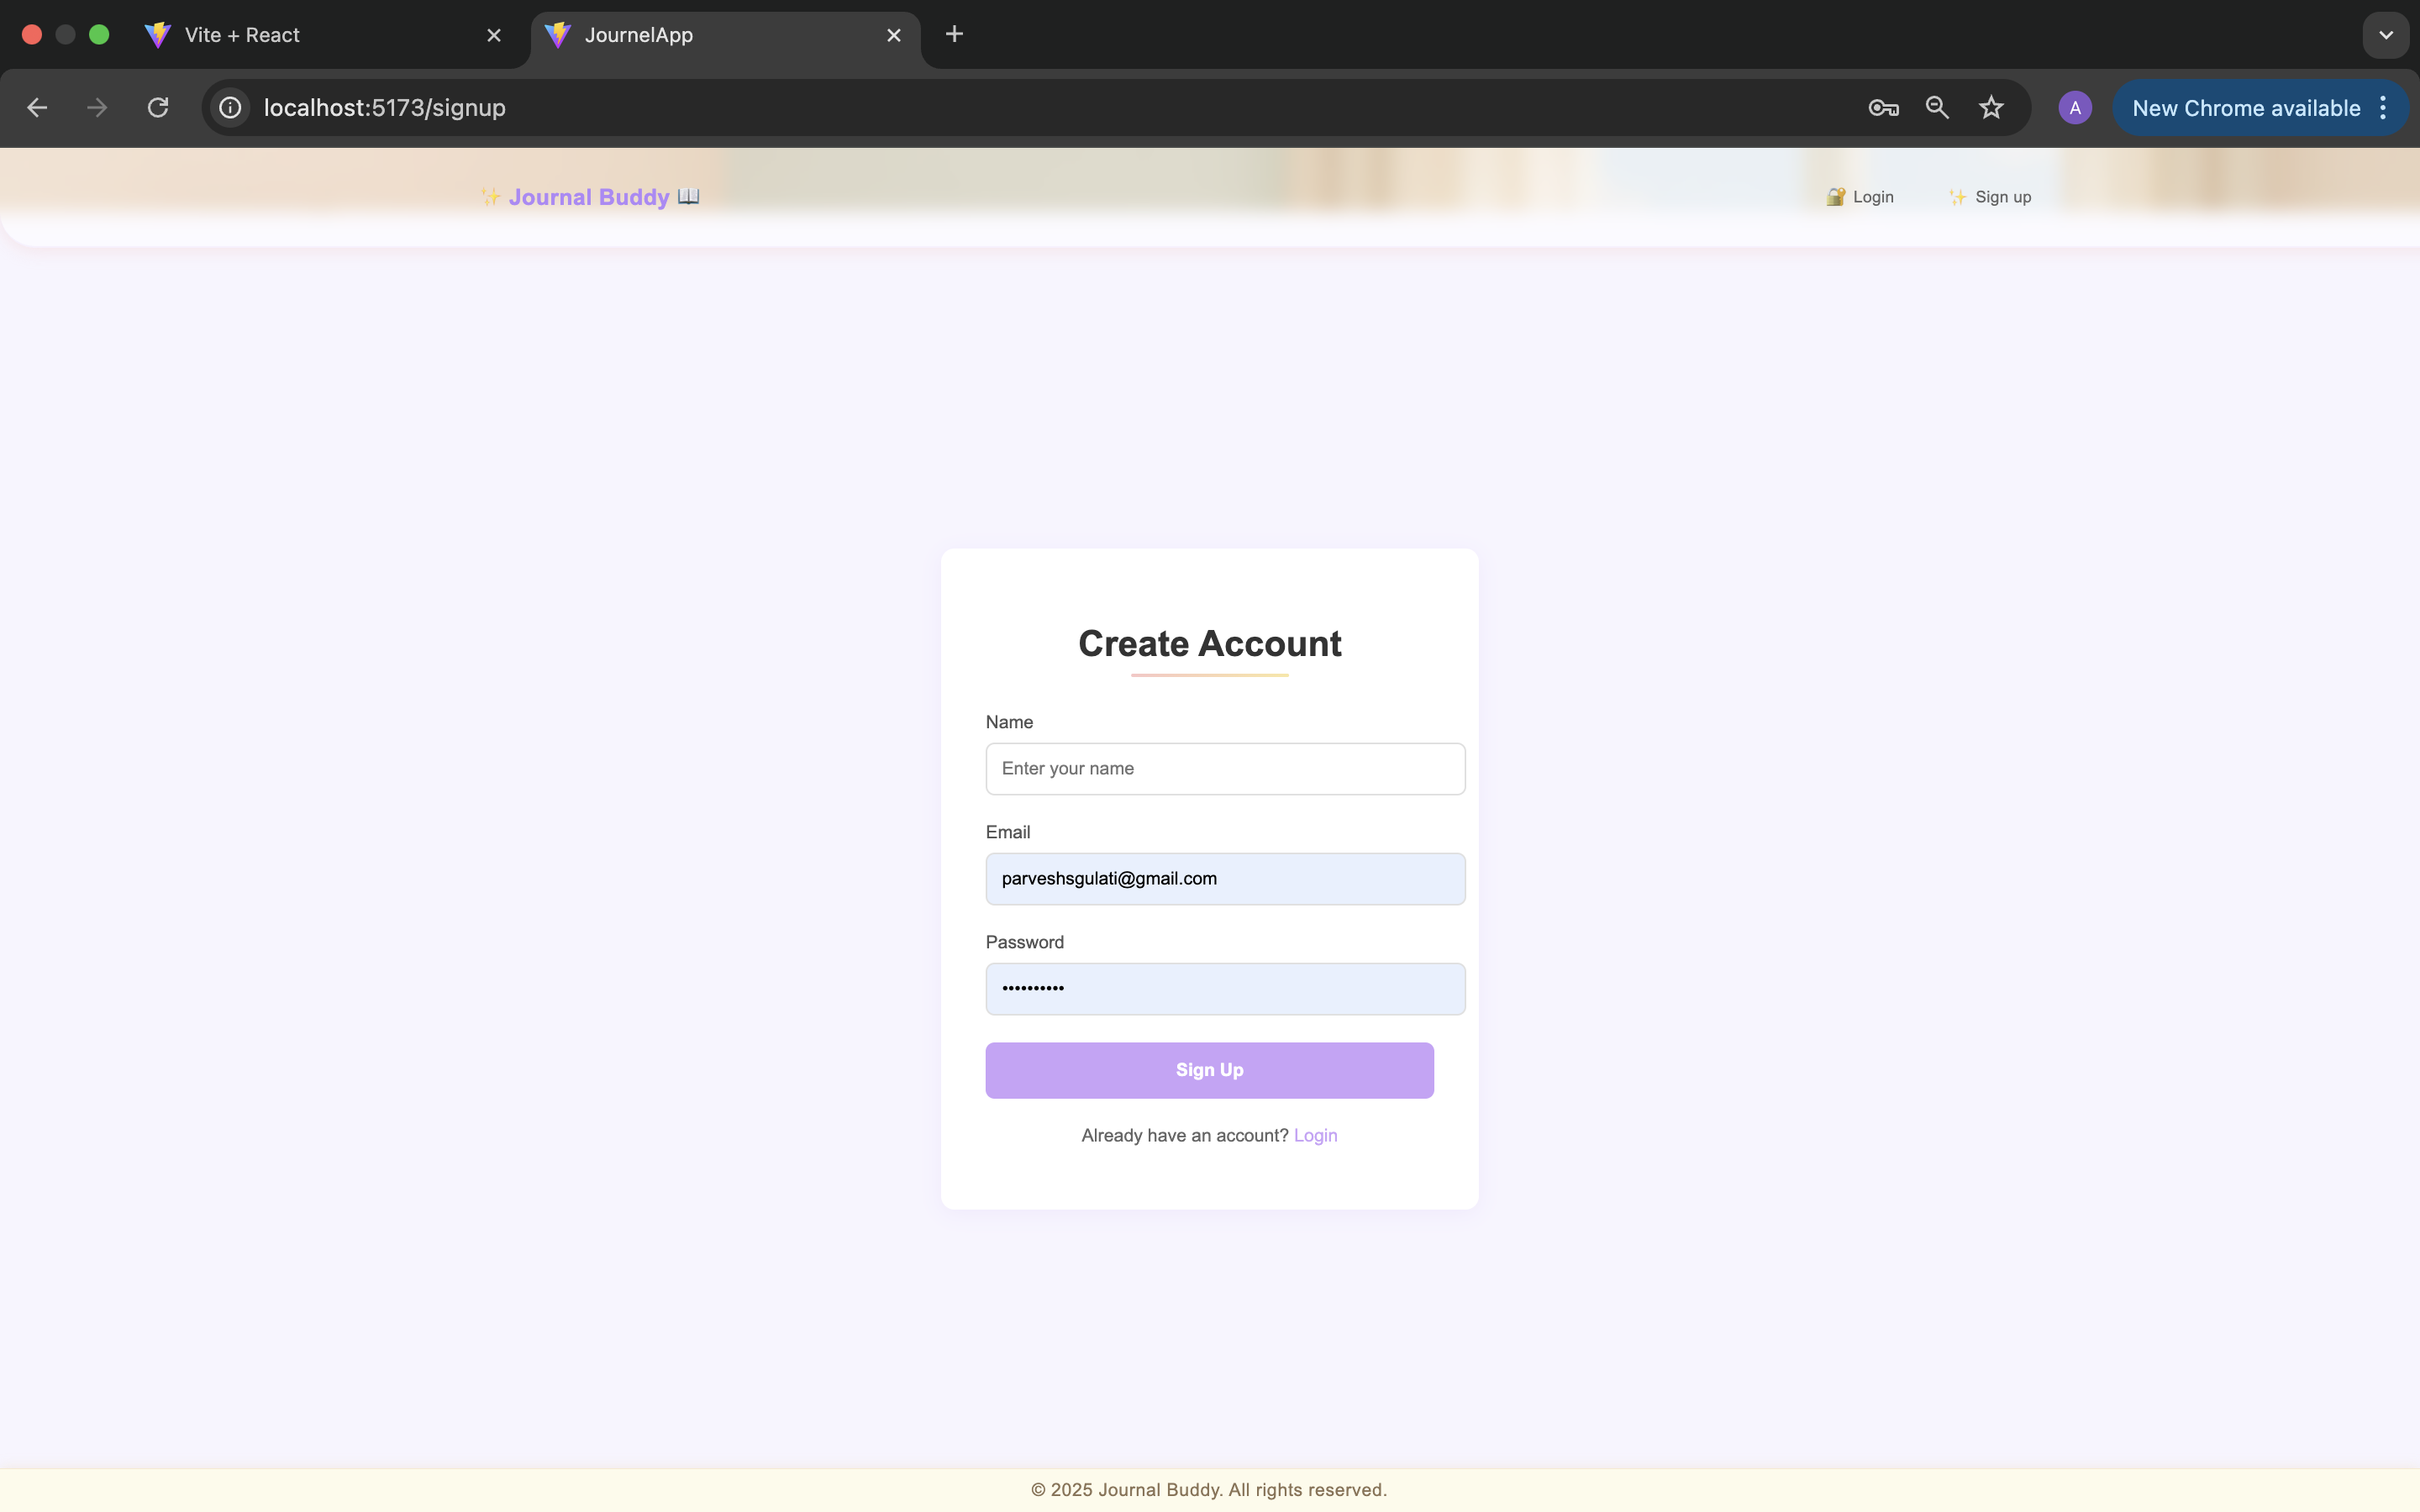 Vite + React
JournelApp
localhost:5173/signup
A
New Chrome available
✨ Journal Buddy 📖
🔐 Login
✨ Sign up
Create Account
Name
Enter your name
Email
parveshsgulati@gmail.com
Password
••••••••••
Sign Up
Already have an account? Login
© 2025 Journal Buddy. All rights reserved.